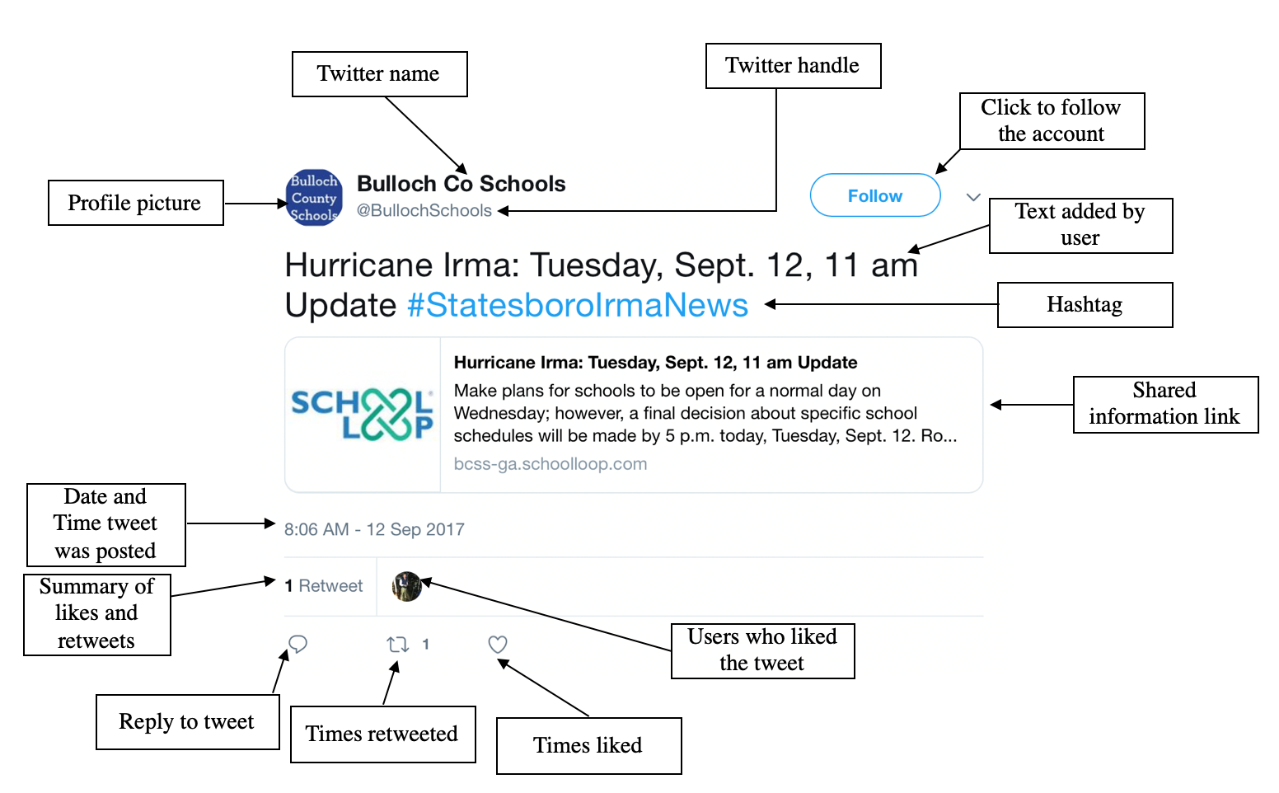 Twitter name
Twitter handle
Click to follow
the account
Profile picture
Bulloch
County
Schools
Bulloch Co Schools
@BullochSchools
Follow
Text added by
user
Hurricane Irma: Tuesday, Sept. 12, 11 am
Update #StatesboroIrmaNews
Hashtag
SCHOOL
LOOP
Hurricane Irma: Tuesday, Sept. 12, 11 am Update
Make plans for schools to be open for a normal day on
Wednesday; however, a final decision about specific school
schedules will be made by 5 p.m. today, Tuesday, Sept. 12. Ro...
bcss-ga.schoolloop.com
Shared
information link
Date and
Time tweet
was posted
8:06 AM - 12 Sep 2017
Summary of
likes and
retweets
1 Retweet
1
Users who liked
the tweet
Reply to tweet
Times retweeted
Times liked